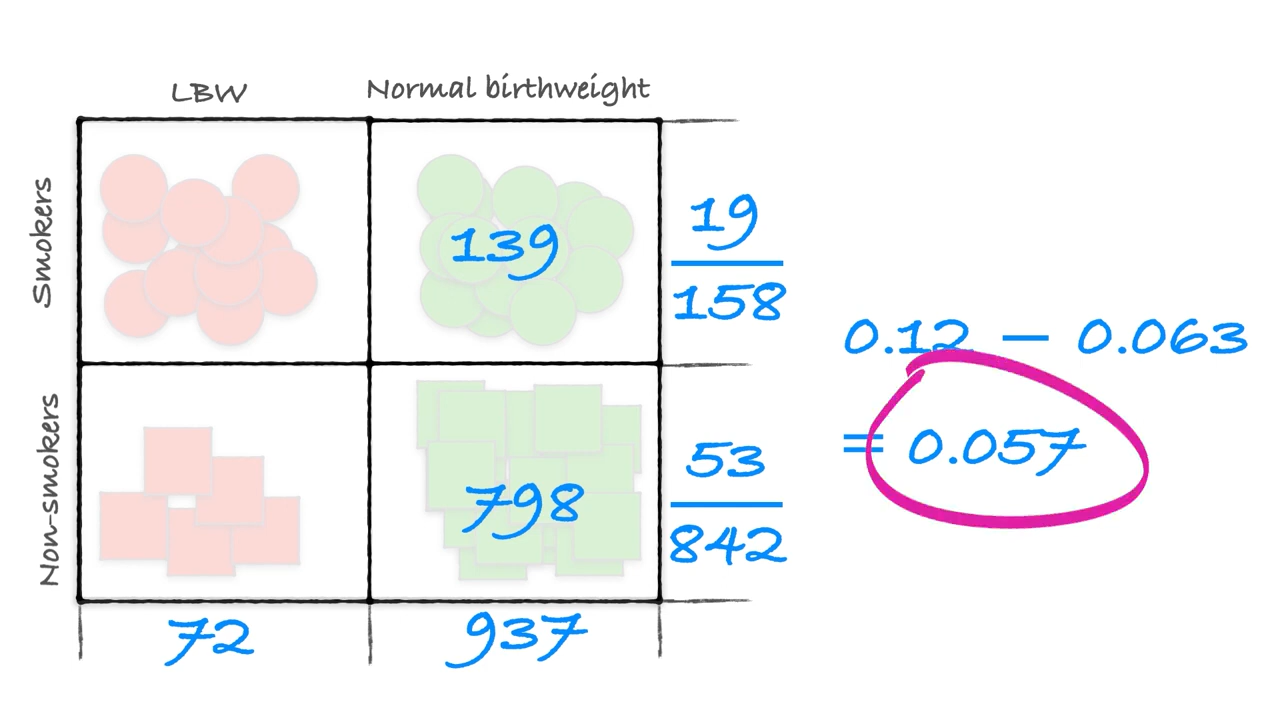 LBW
Normal birthweight
Smokers
139
19
158
Non-smokers
798
53
842
72
937
0.12 – 0.063
= 0.057